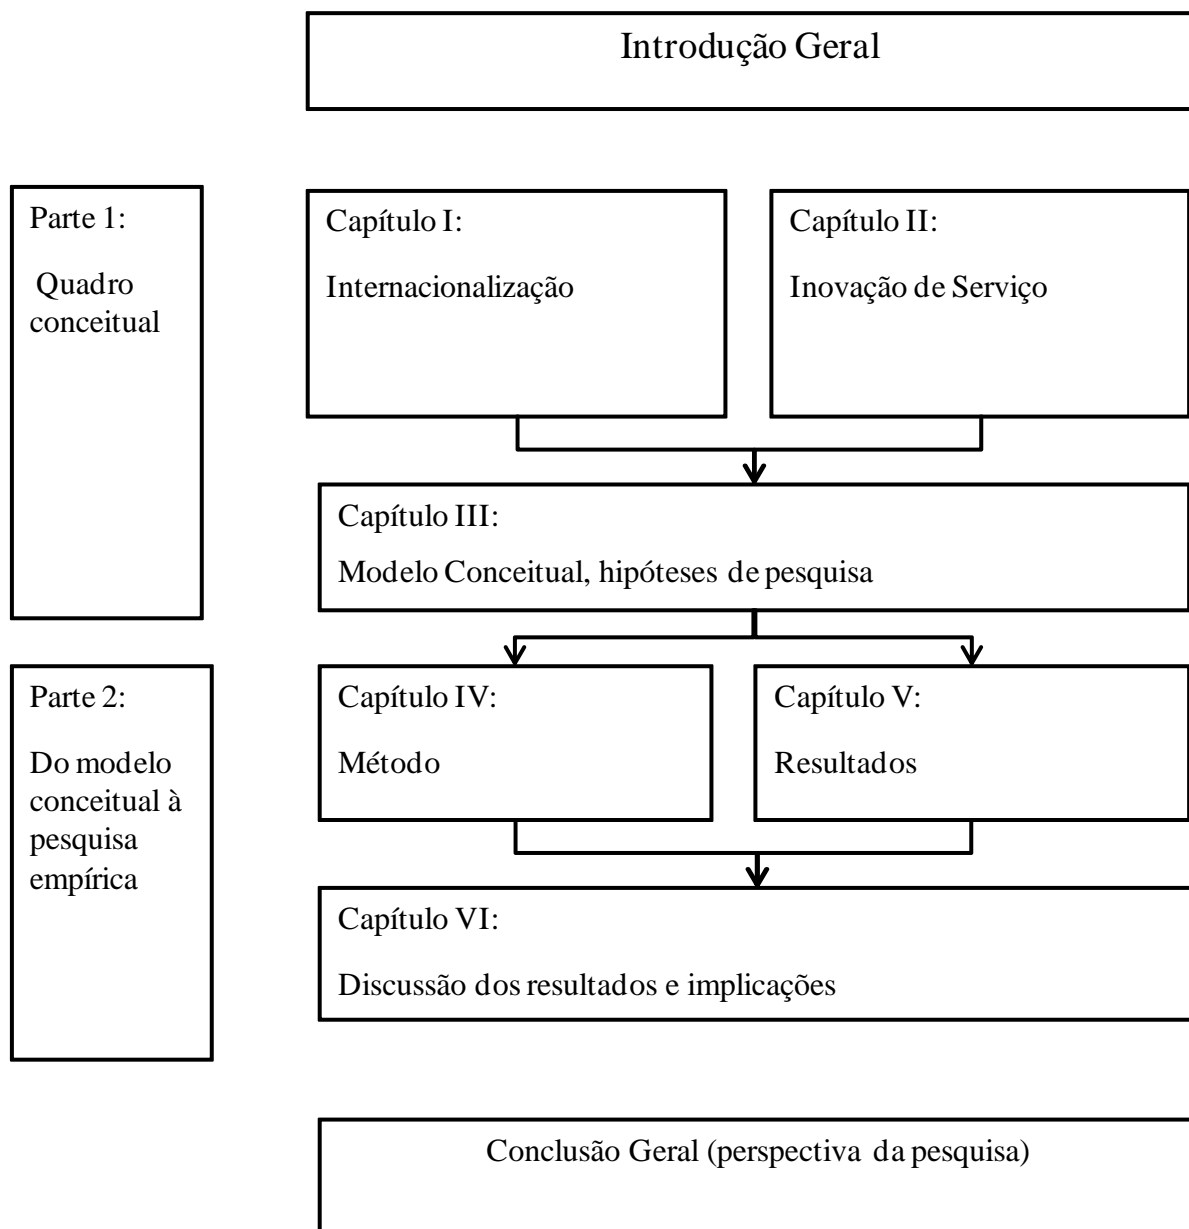 Introdução Geral
Parte 1:
Quadro
conceitual
Capítulo I:
Internacionalização
Capítulo II:
Inovação de Serviço
Capítulo III:
Modelo Conceitual, hipóteses de pesquisa
Parte 2:
Do modelo
conceitual à
pesquisa
empírica
Capítulo IV:
Método
Capítulo V:
Resultados
Capítulo VI:
Discussão dos resultados e implicações
Conclusão Geral (perspectiva da pesquisa)